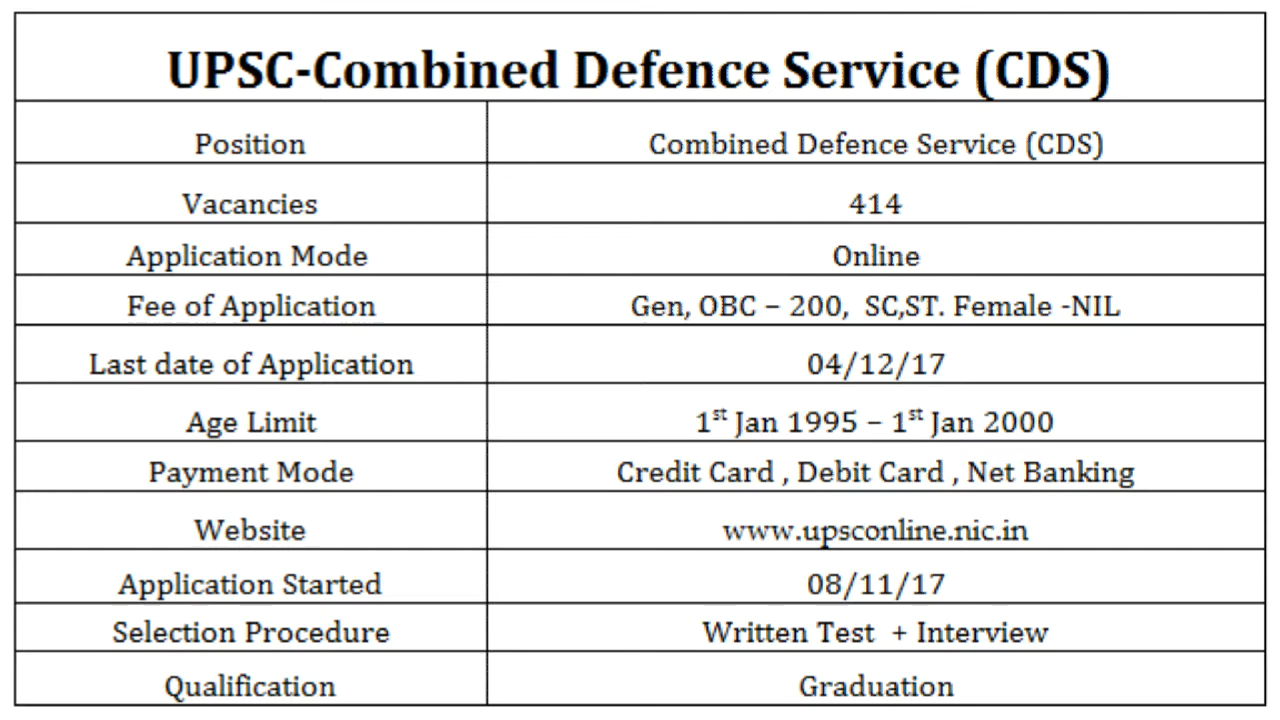 UPSC-Combined Defence Service (CDS)
Position Combined Defence Service (CDS)
Vacancies 414
Application Mode Online
Fee of Application Gen, OBC – 200, SC,ST. Female -NIL
Last date of Application 04/12/17
Age Limit 1st Jan 1995 – 1st Jan 2000
Payment Mode Credit Card , Debit Card , Net Banking
Website www.upsconline.nic.in
Application Started 08/11/17
Selection Procedure Written Test + Interview
Qualification Graduation